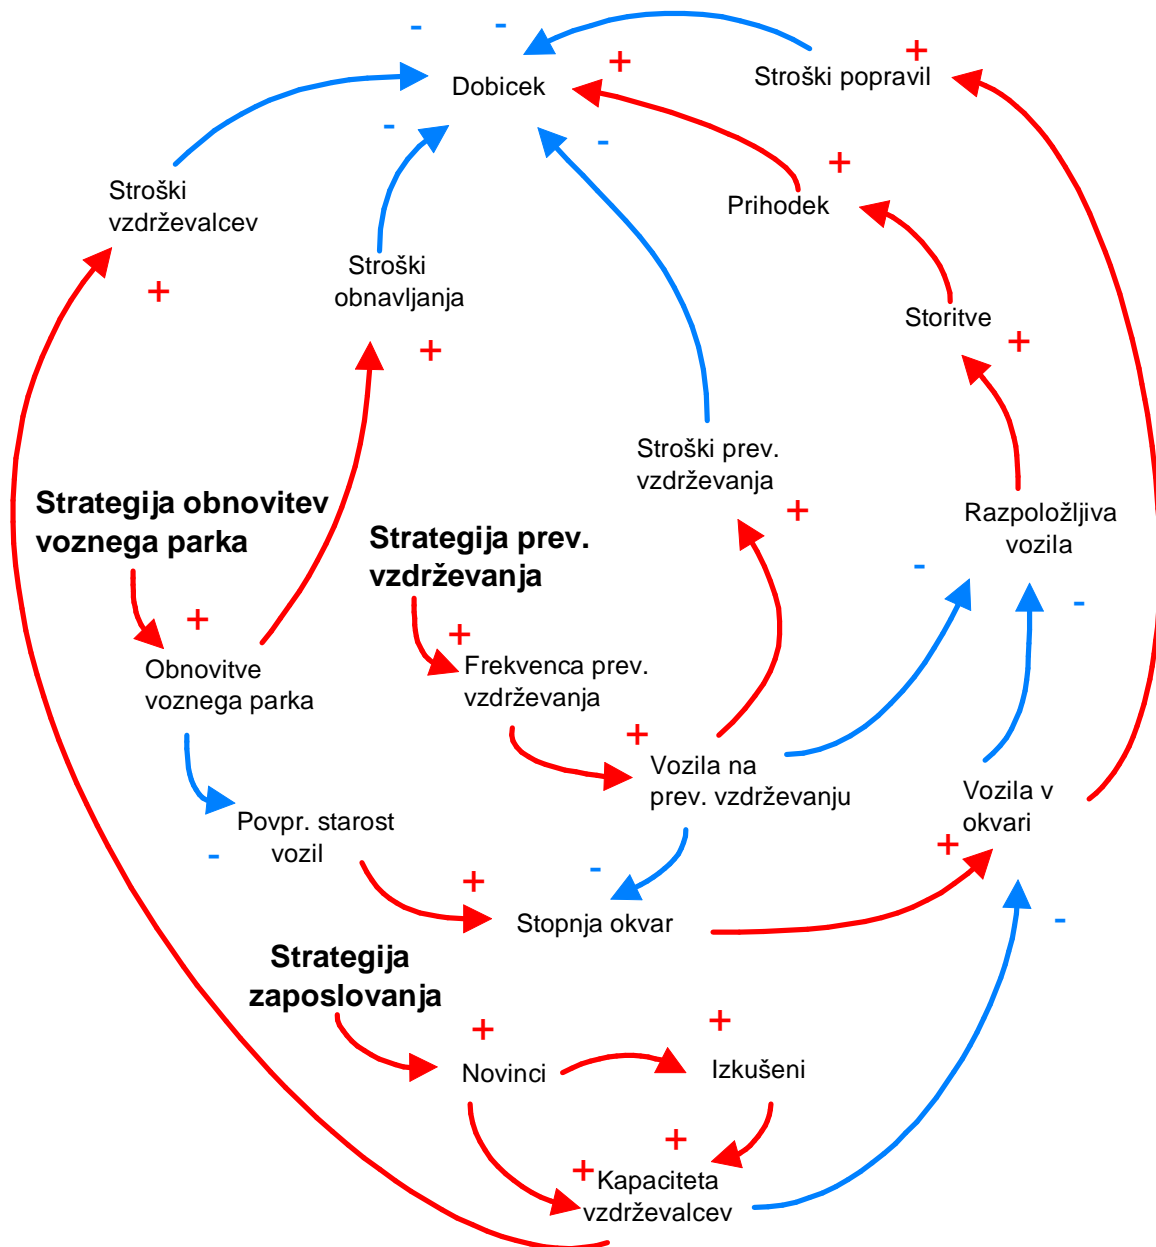 Dobicek
Stroški popravil
Stroški
vzdrževalcev
Prihodek
Stroški
obnavljanja
Storitve
Stroški prev.
vzdrževanja
Strategija obnovitev
voznega parka
Strategija prev.
vzdrževanja
Razpoložljiva
vozila
Obnovitve
voznega parka
Frekvenca prev.
vzdrževanja
Vozila na
prev. vzdrževanju
Vozila v
okvari
Povpr. starost
vozil
Stopnja okvar
Strategija
zaposlovanja
Novinci
Izkušeni
Kapaciteta
vzdrževalcev